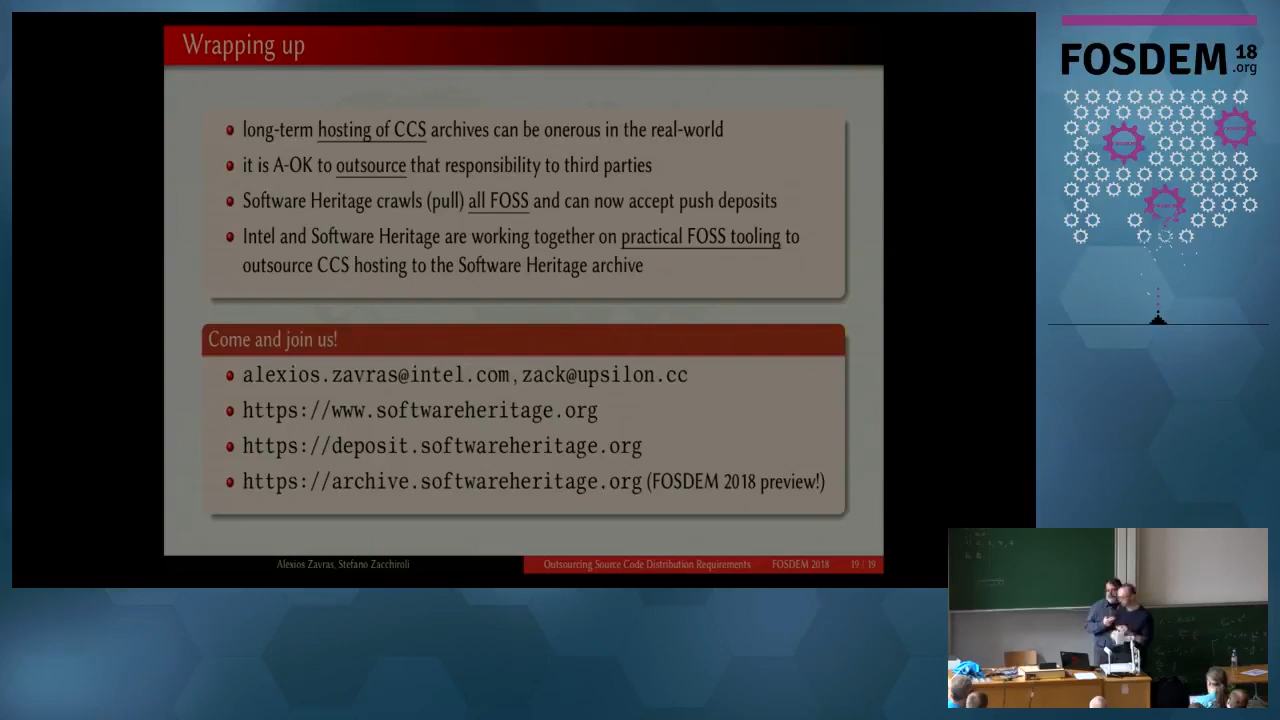 Wrapping up
long-term hosting of CCS archives can be onerous in the real-world
it is A-OK to outsource that responsibility to third parties
Software Heritage crawls (pull) all FOSS and can now accept push deposits
Intel and Software Heritage are working together on practical FOSS tooling to
outsource CCS hosting to the Software Heritage archive
Come and join us!
alexios.zavras@intel.com, zack@upsilon.cc
https://www.softwareheritage.org
https://deposit.softwareheritage.org
https://archive.softwareheritage.org (FOSDEM 2018 preview!)
Alexios Zavras, Stefano Zacchiroli
Outsourcing Source Code Distribution Requirements FOSDEM 2018 19 / 19
FOSDEM 18
.org